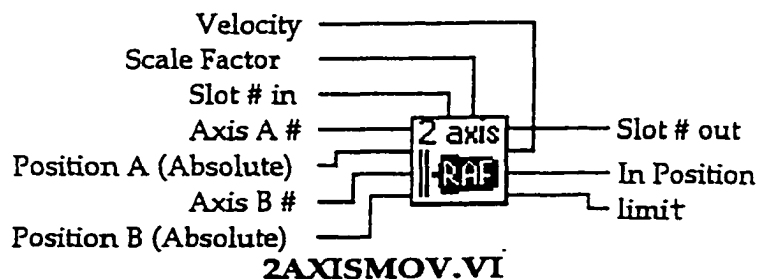 Velocity
Scale Factor
Slot # in
Axis A #
Position A (Absolute)
Axis B #
Position B (Absolute)
2 axis
RAF
Slot # out
In Position
limit
2AXISMOV.VI